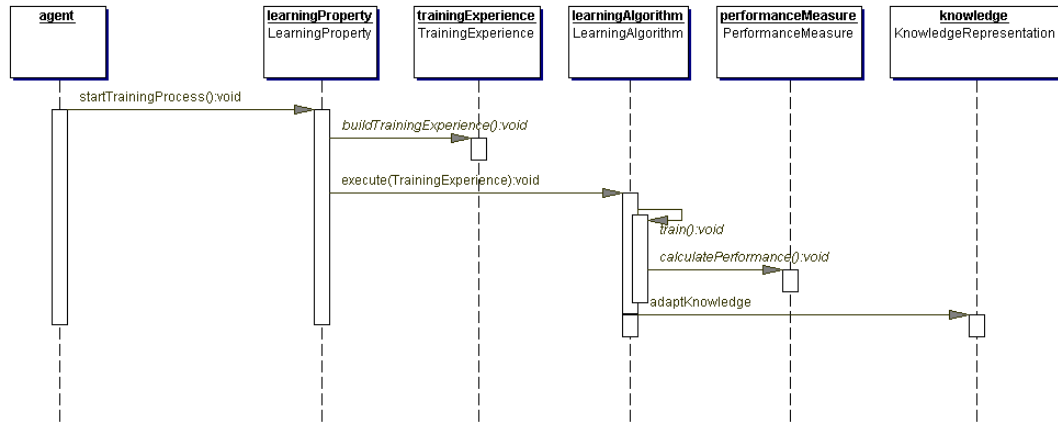 agent
learningProperty
LearningProperty
trainingExperience
TrainingExperience
learningAlgorithm
LearningAlgorithm
performanceMeasure
PerformanceMeasure
knowledge
KnowledgeRepresentation
startTrainingProcess():void
buildTrainingExperience():void
execute(TrainingExperience):void
train():void
calculatePerformance():void
adaptKnowledge